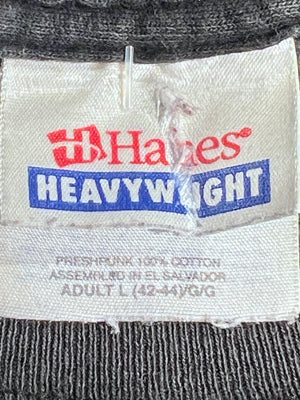 Hanes
HEAVYWEIGHT
PRESHRUNK 100% COTTON
ASSEMBLED IN EL SALVADOR
ADULT L (42-44)/G/G